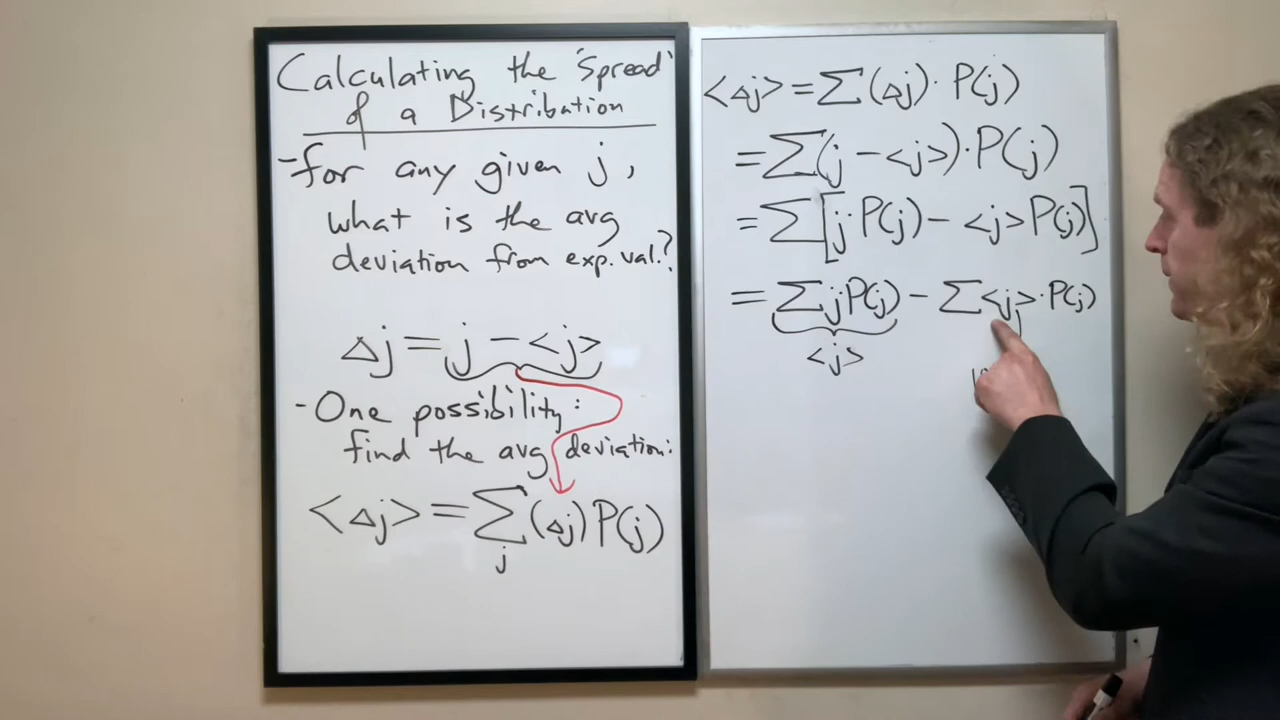 Calculating the 'Spread'
of a Distribution
- For any given j,
what is the avg
deviation from exp. val.?
Δj = j - <j>
- One possibility:
find the avg deviation:
<Δj> = Σ (Δj) P(j)
j
<Δj> = Σ (Δj) · P(j)
= Σ (j - <j>) · P(j)
= Σ [j · P(j) - <j> P(j)]
= Σ j P(j) - Σ <j> · P(j)
<j>